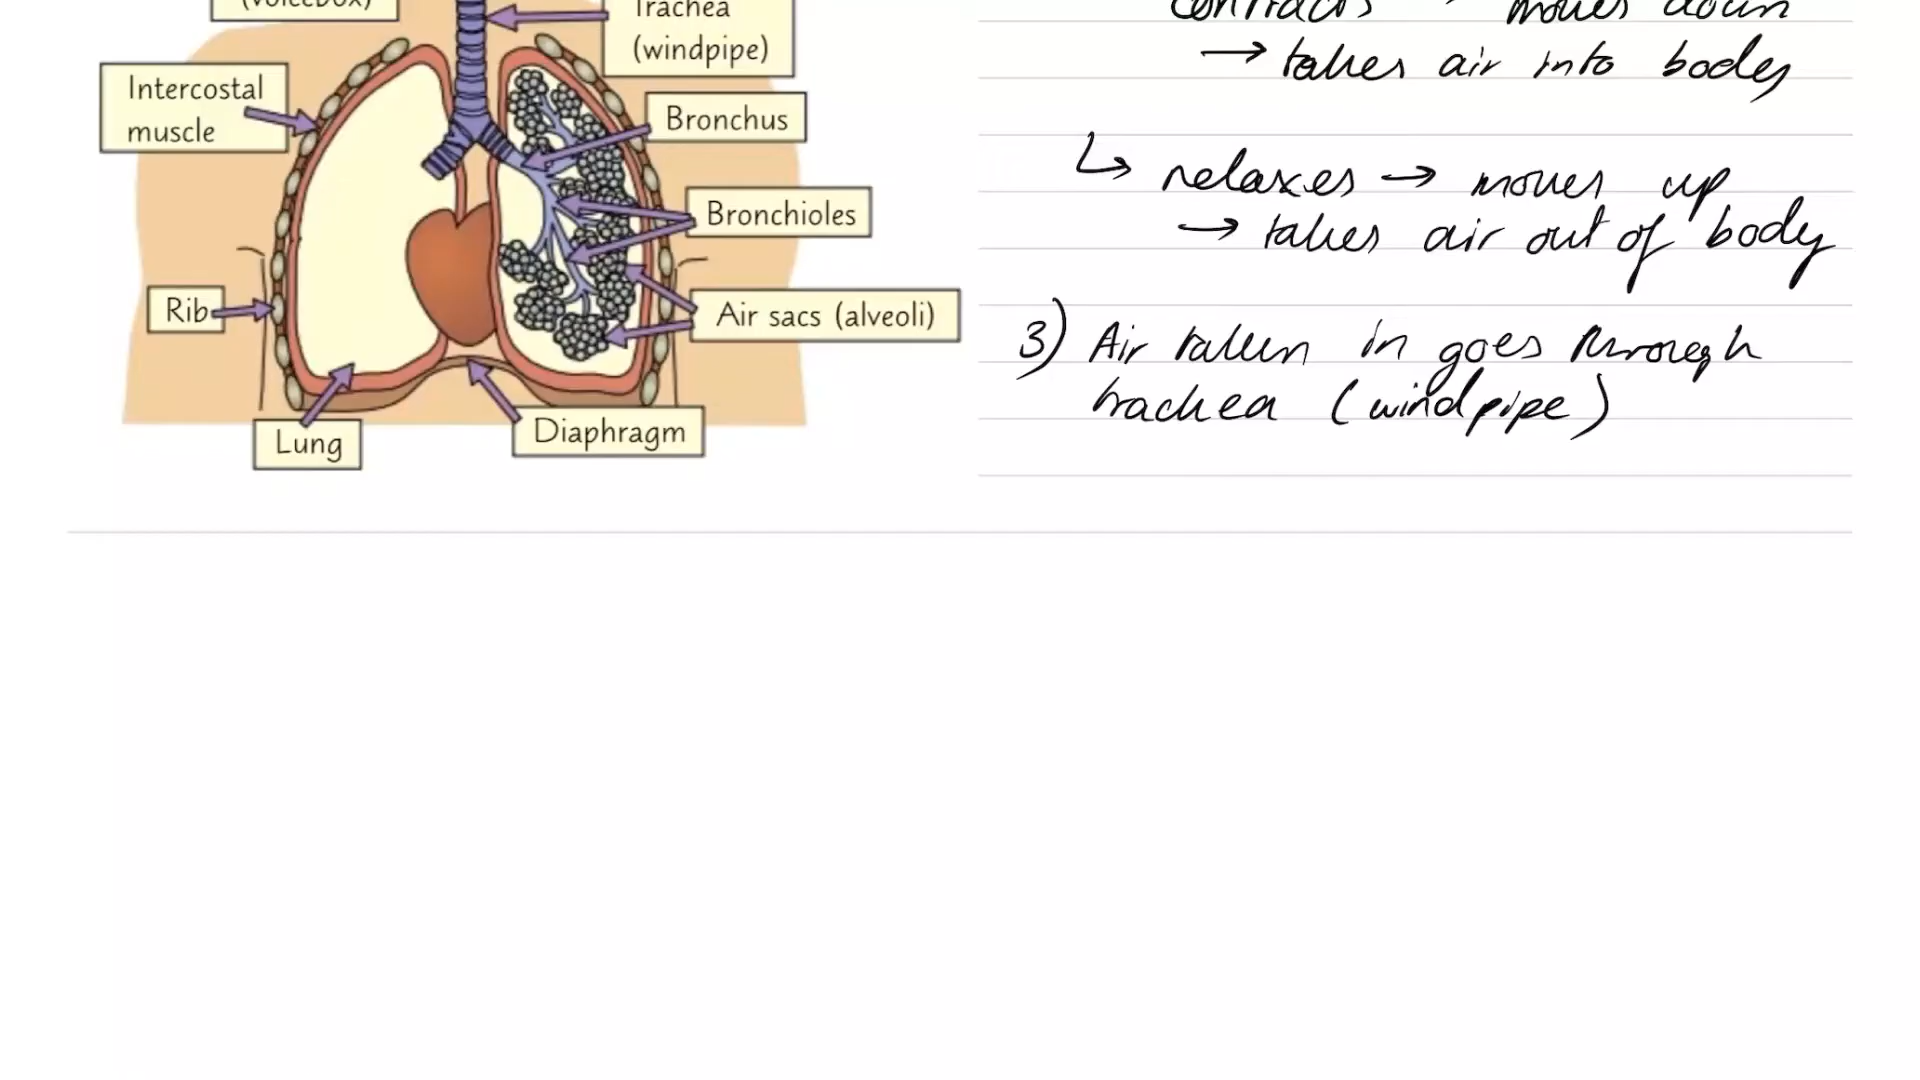 (voicebox)
Trachea
(windpipe)
Intercostal
muscle
Bronchus
Bronchioles
Rib
Air sacs (alveoli)
Lung
Diaphragm
contracts → moves down
→ takes air into body
↳ relaxes → moves up
→ takes air out of body
3) Air taken in goes through
trachea (windpipe)